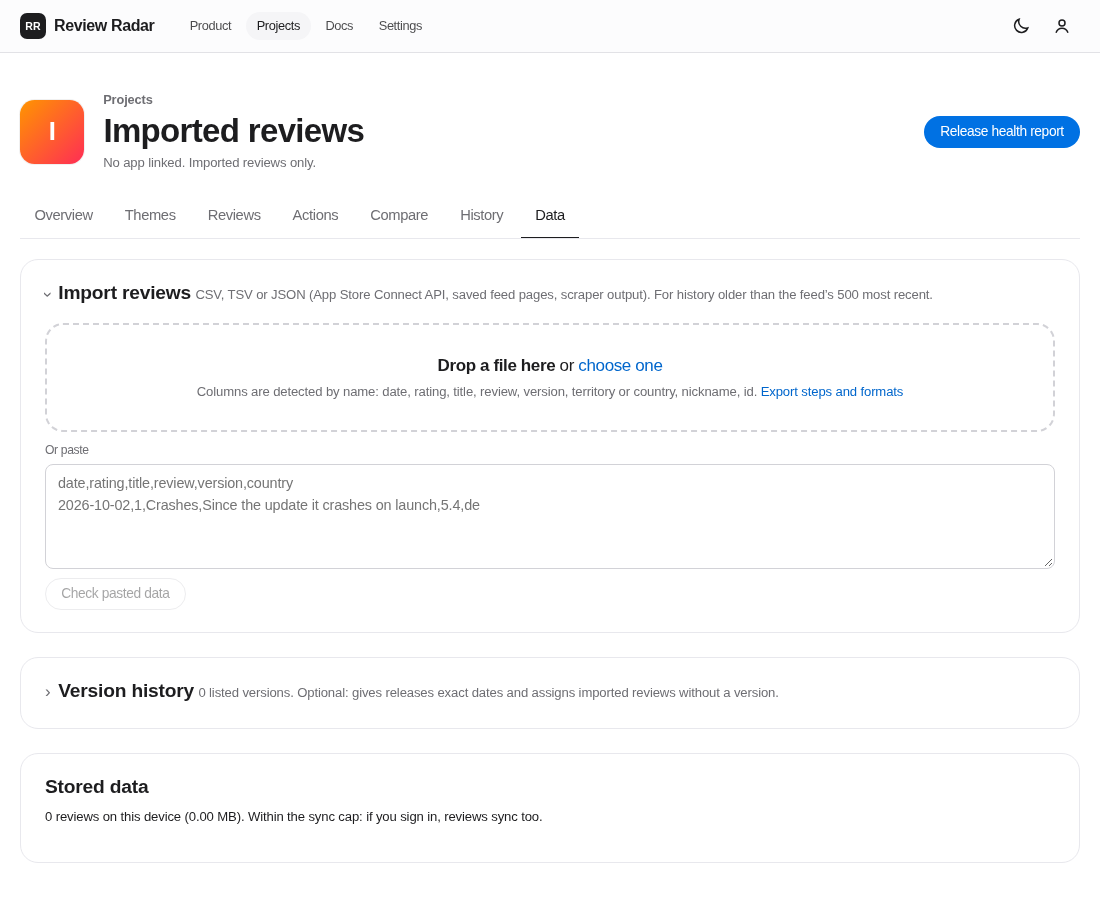 RR Review Radar Product Projects Docs Settings
Projects
I
Imported reviews
No app linked. Imported reviews only.
Release health report
Overview Themes Reviews Actions Compare History Data
Import reviews CSV, TSV or JSON (App Store Connect API, saved feed pages, scraper output). For history older than the feed's 500 most recent.
Drop a file here or choose one
Columns are detected by name: date, rating, title, review, version, territory or country, nickname, id. Export steps and formats
Or paste
date,rating,title,review,version,country
2026-10-02,1,Crashes,Since the update it crashes on launch,5.4,de
Check pasted data
Version history 0 listed versions. Optional: gives releases exact dates and assigns imported reviews without a version.
Stored data
0 reviews on this device (0.00 MB). Within the sync cap: if you sign in, reviews sync too.